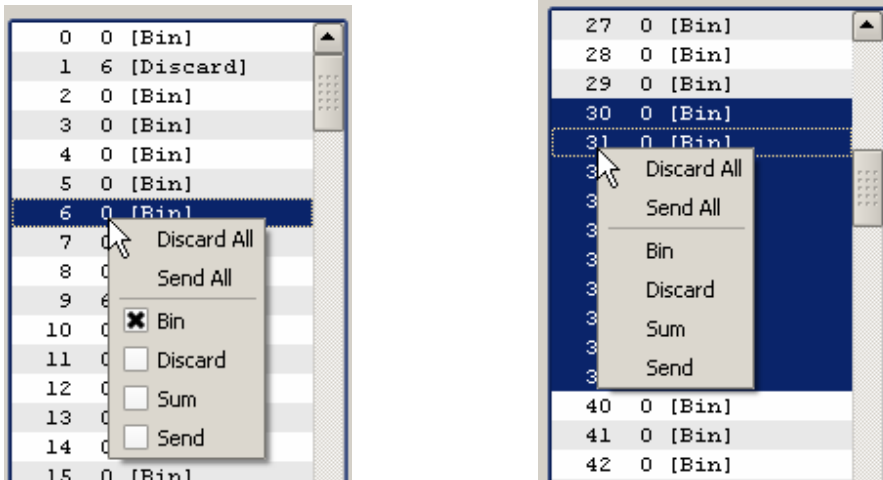 0 0 [Bin]
1 6 [Discard]
2 0 [Bin]
3 0 [Bin]
4 0 [Bin]
5 0 [Bin]
6 0 [Bin]
7
8
9
10
11
12
13
14
15 0 [Bin]
Discard All
Send All
Bin
Discard
Sum
Send
27 0 [Bin]
28 0 [Bin]
29 0 [Bin]
30 0 [Bin]
31 0 [Bin]
Discard All
Send All
Bin
Discard
Sum
Send
40 0 [Bin]
41 0 [Bin]
42 0 [Bin]